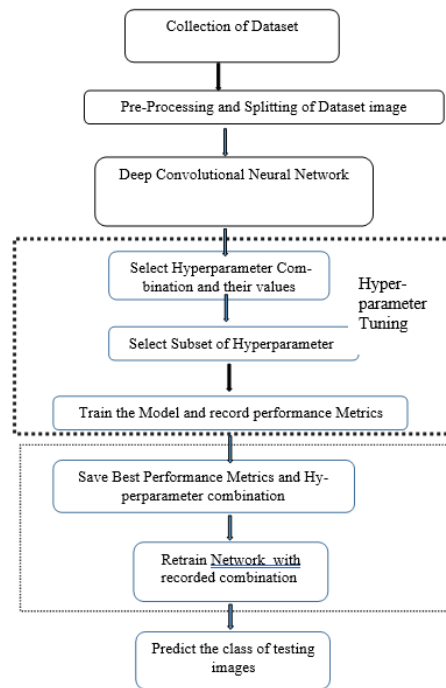 Collection of Dataset
Pre-Processing and Splitting of Dataset image
Deep Convolutional Neural Network
Select Hyperparameter Com-
bination and their values
Hyper-
parameter
Tuning
Select Subset of Hyperparameter
Train the Model and record performance Metrics
Save Best Performance Metrics and Hy-
perparameter combination
Retrain Network with
recorded combination
Predict the class of testing
images